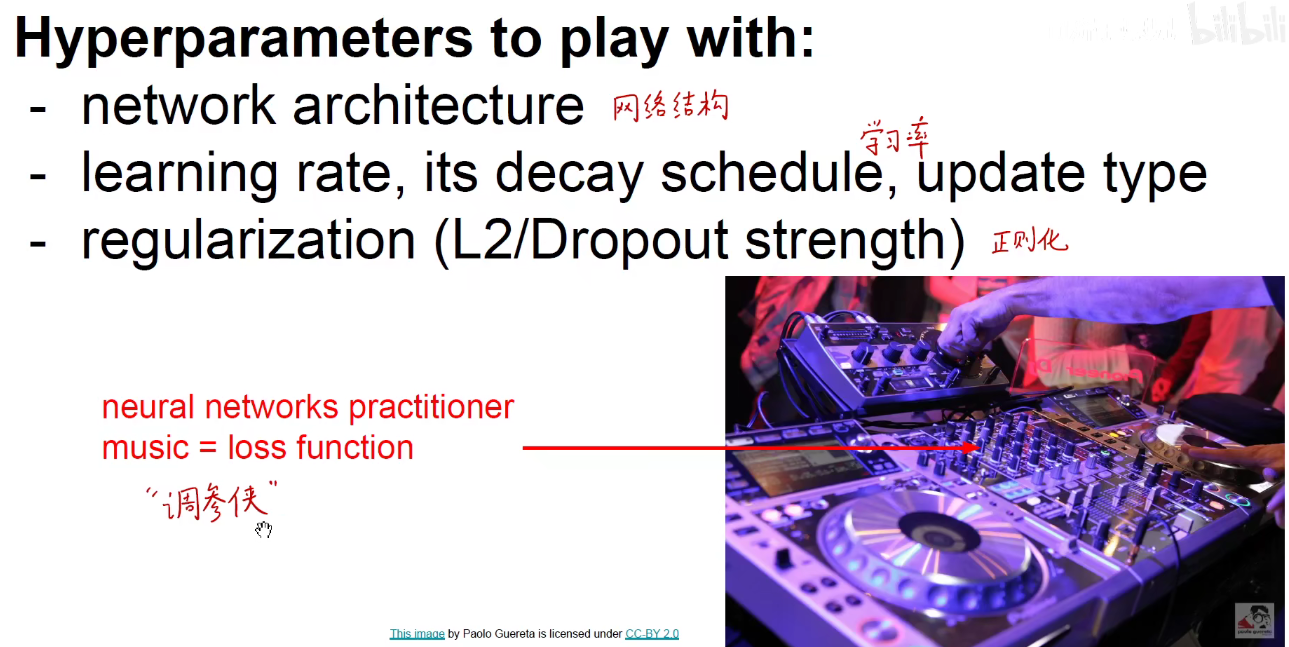 Hyperparameters to play with:
bilibili
- network architecture 网络结构
学习率
- learning rate, its decay schedule, update type
- regularization (L2/Dropout strength) 正则化
neural networks practitioner
music = loss function
“调参侠”
This image by Paolo Guereta is licensed under CC-BY 2.0